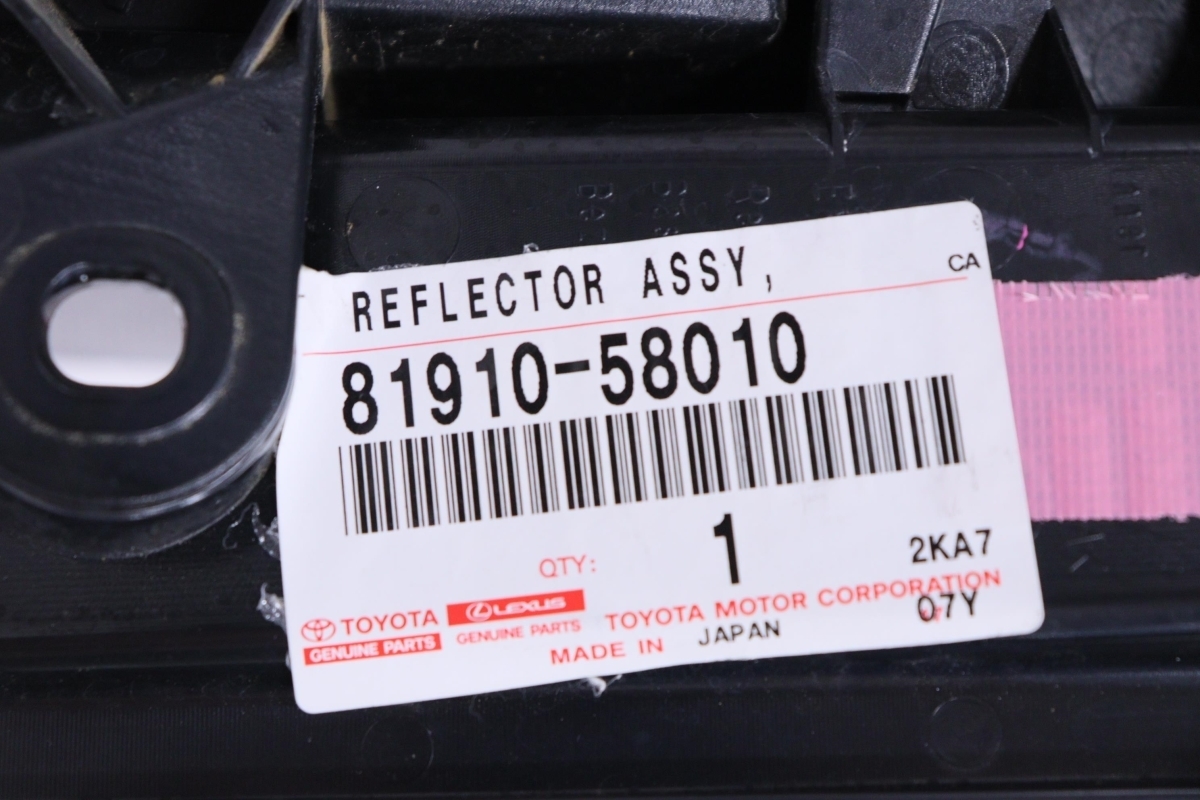 REFLECTOR ASSY,
CA
81910-58010
QTY: 1
2KA7
TOYOTA
GENUINE PARTS
LEXUS
GENUINE PARTS
TOYOTA MOTOR CORPORATION
07Y
MADE IN JAPAN